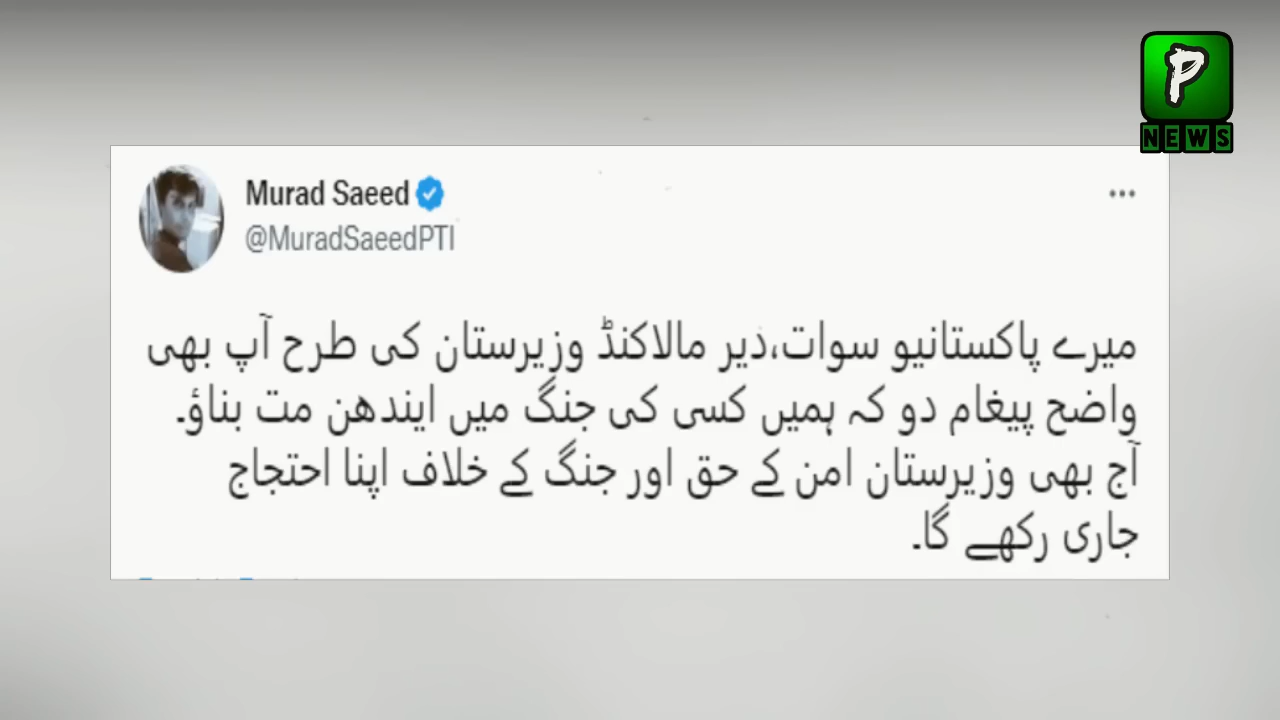 P
NEWS
Murad Saeed
@MuradSaeedPTI
میرے پاکستانیو سوات،دٰیر مالاکنڈ وزیرستان کی طرح آپ بھی
واضح پیغام دو کہ ہمیں کسی کی جنگ میں ایندھن مت بناؤ۔
آج بھی وزیرستان امن کے حق اور جنگ کے خلاف اپنا احتجاج
جاری رکھے گا۔